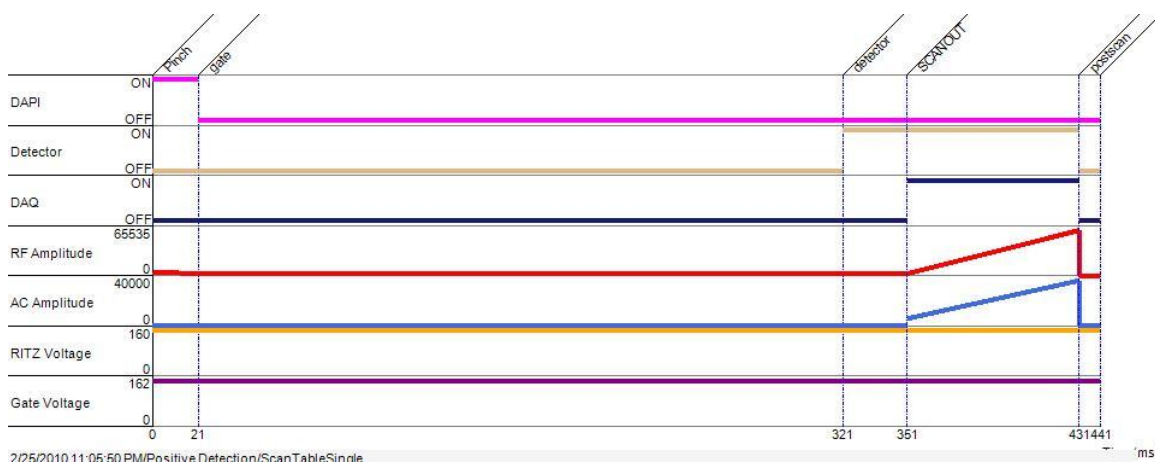 Pinch gate detector SCANOUT postscan
ON
DAPI
OFF
ON
Detector
OFF
ON
DAQ
OFF
65535
RF Amplitude
0
40000
AC Amplitude
0
160
RITZ Voltage
0
162
Gate Voltage
0
0 21 321 351 431441
/ms
2/25/2010 11:05:50 PM/Positive Detection/ScanTableSingle